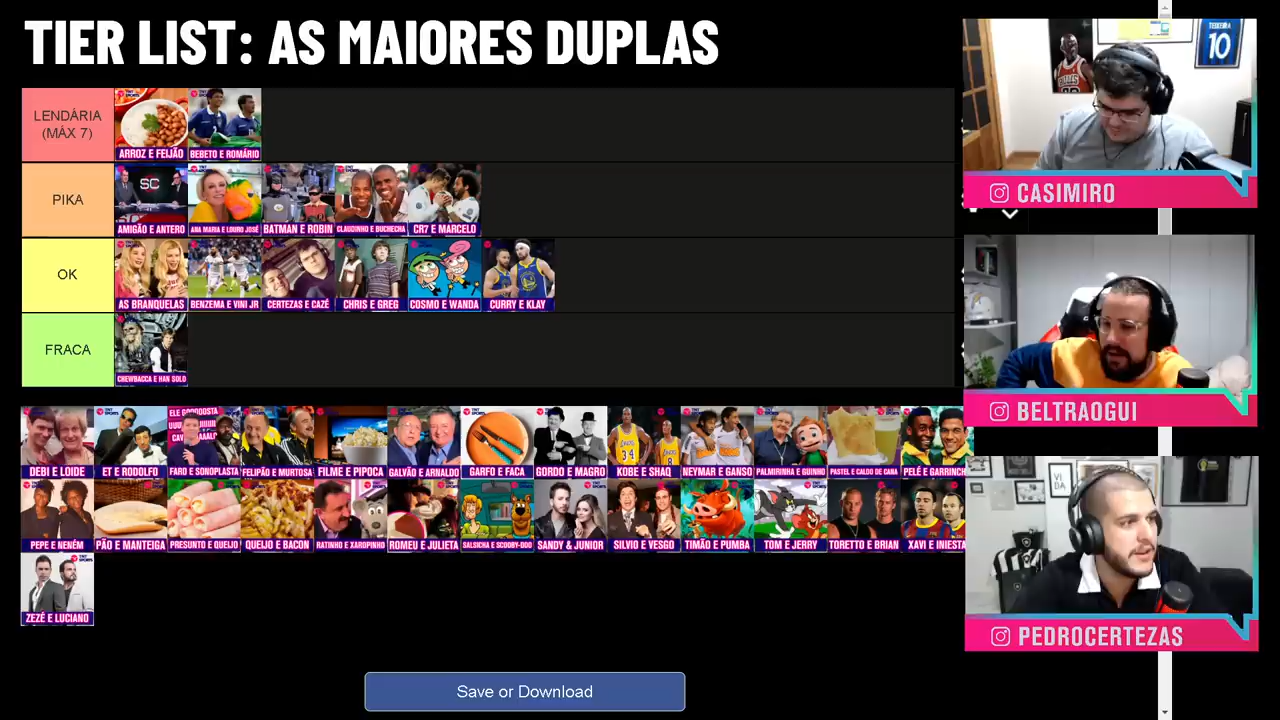 TIER LIST: AS MAIORES DUPLAS
LENDÁRIA
(MÁX 7)
ARROZ E FEIJÃO
BEBETO E ROMÁRIO
PIKA
SC
AMIGÃO E ANTERO
ANA MARIA E LOURO JOSÉ
BATMAN E ROBIN
CLAUDINHO E BUCHECHA
CR7 E MARCELO
OK
AS BRANQUELAS
BENZEMA E VINI JR
CERTEZAS E CAZÉ
CHRIS E GREG
COSMO E WANDA
CURRY E KLAY
FRACA
CHEWBACCA E HAN SOLO
DEBI E LOIDE
ET E RODOLFO
FARO E SONOPLASTA
FELIPÃO E MURTOSA
FILME E PIPOCA
GALVÃO E ARNALDO
GARFO E FACA
GORDO E MAGRO
KOBE E SHAQ
NEYMAR E GANSO
PALMIRINHA E GUINHO
PASTEL E CALDO DE CANA
PELÉ E GARRINCH
PEPE E NENÉM
PÃO E MANTEIGA
PRESUNTO E QUEIJO
QUEIJO E BACON
RATINHO E XAROPINHO
ROMEU E JULIETA
SALSICHA E SCOOBY-DOO
SANDY & JUNIOR
SILVIO E VESGO
TIMÃO E PUMBA
TOM E JERRY
TORETTO E BRIAN
XAVI E INIESTA
ZEZÉ E LUCIANO
Save or Download
TEIXEIRA
10
CASIMIRO
BELTRAOGUI
PEDROCERTEZAS